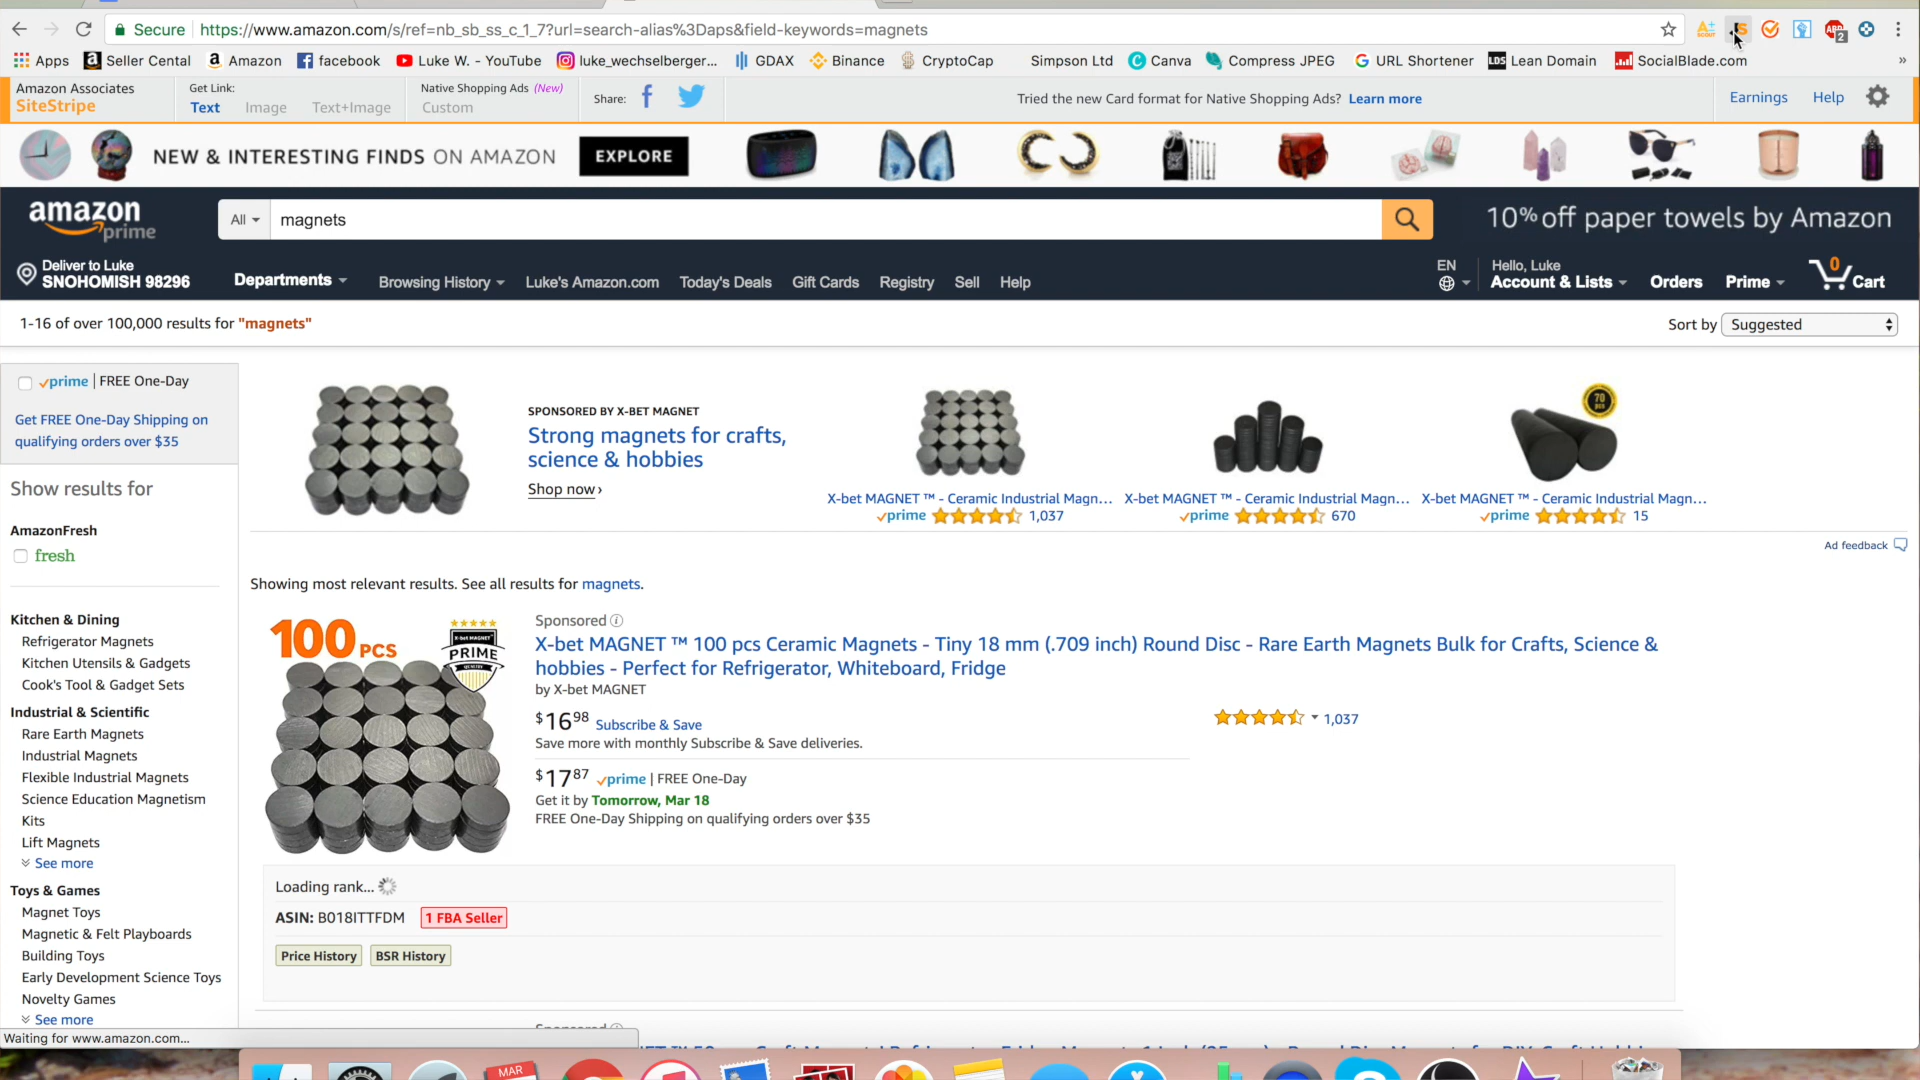 Secure https://www.amazon.com/s/ref=nb_sb_ss_c_1_7?url=search-alias%3Daps&field-keywords=magnets
Apps Seller Cental Amazon facebook Luke W. - YouTube luke_wechselberger... GDAX Binance CryptoCap Simpson Ltd Canva Compress JPEG URL Shortener LDS Lean Domain SocialBlade.com »
Amazon Associates
SiteStripe
Get Link:
Text Image Text+Image
Native Shopping Ads (New)
Custom
Share:
Tried the new Card format for Native Shopping Ads? Learn more
Earnings Help
NEW & INTERESTING FINDS ON AMAZON EXPLORE
amazon
prime
All magnets
10% off paper towels by Amazon
Deliver to Luke
SNOHOMISH 98296
Departments Browsing History Luke's Amazon.com Today's Deals Gift Cards Registry Sell Help
EN
Hello, Luke
Account & Lists Orders Prime 0 Cart
1-16 of over 100,000 results for "magnets"
Sort by Suggested
prime | FREE One-Day
Get FREE One-Day Shipping on
qualifying orders over $35
Show results for
AmazonFresh
fresh
Kitchen & Dining
Refrigerator Magnets
Kitchen Utensils & Gadgets
Cook's Tool & Gadget Sets
Industrial & Scientific
Rare Earth Magnets
Industrial Magnets
Flexible Industrial Magnets
Science Education Magnetism
Kits
Lift Magnets
See more
Toys & Games
Magnet Toys
Magnetic & Felt Playboards
Building Toys
Early Development Science Toys
Novelty Games
See more
SPONSORED BY X-BET MAGNET
Strong magnets for crafts,
science & hobbies
Shop now ›
X-bet MAGNET ™ - Ceramic Industrial Magn...
prime 1,037
X-bet MAGNET ™ - Ceramic Industrial Magn...
prime 670
70
pcs
X-bet MAGNET ™ - Ceramic Industrial Magn...
prime 15
Ad feedback
Showing most relevant results. See all results for magnets.
100 PCS
X-bet MAGNET
PRIME
QUALITY
Sponsored
X-bet MAGNET ™ 100 pcs Ceramic Magnets - Tiny 18 mm (.709 inch) Round Disc - Rare Earth Magnets Bulk for Crafts, Science &
hobbies - Perfect for Refrigerator, Whiteboard, Fridge
by X-bet MAGNET
$16 98 Subscribe & Save
Save more with monthly Subscribe & Save deliveries.
1,037
$17 87 prime | FREE One-Day
Get it by Tomorrow, Mar 18
FREE One-Day Shipping on qualifying orders over $35
Loading rank...
ASIN: B018ITTFDM 1 FBA Seller
Price History BSR History
Waiting for www.amazon.com...
MAR